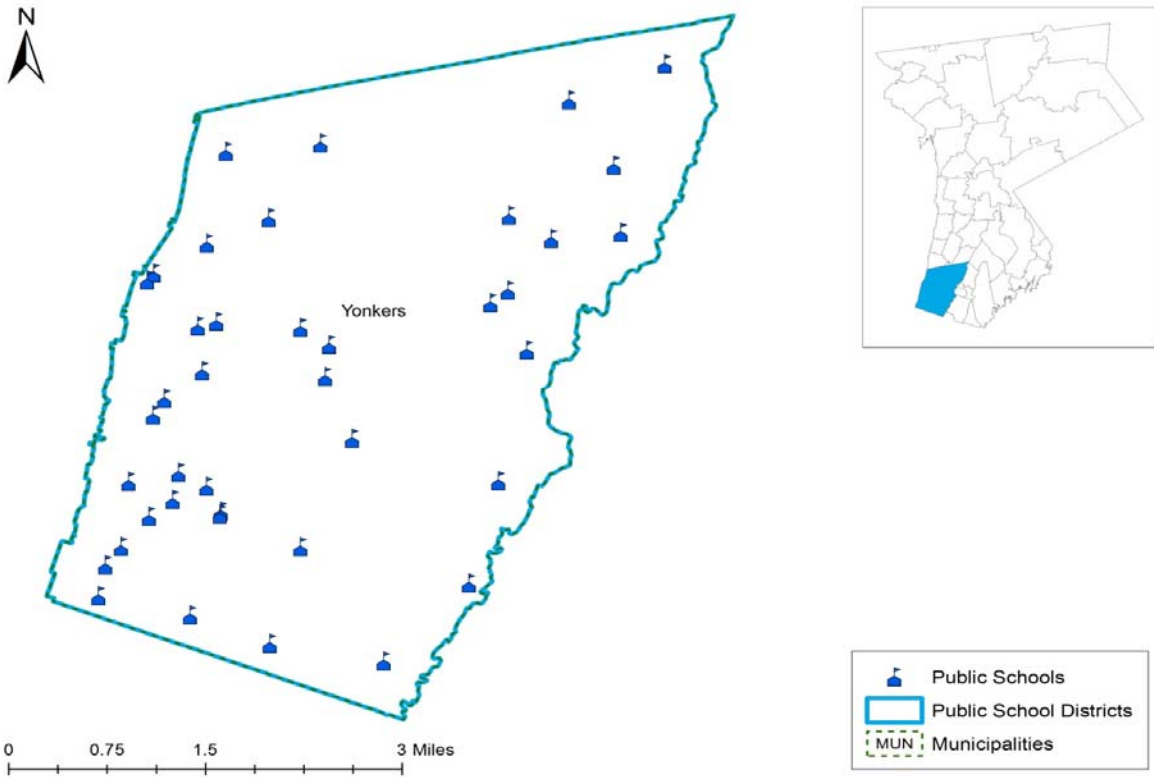 N
Yonkers
0 0.75 1.5 3 Miles
Public Schools
Public School Districts
MUN Municipalities